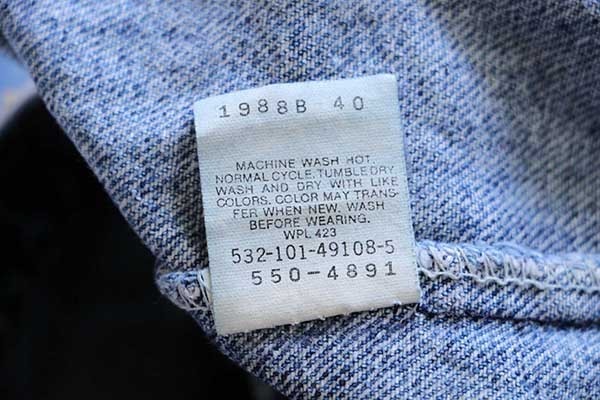 1988B 40
MACHINE WASH HOT,
NORMAL CYCLE, TUMBLE DRY
WASH AND DRY WITH LIKE
COLORS. COLOR MAY TRANS-
FER WHEN NEW. WASH
BEFORE WEARING.
WPL 423
532-101-49108-5
550-4891